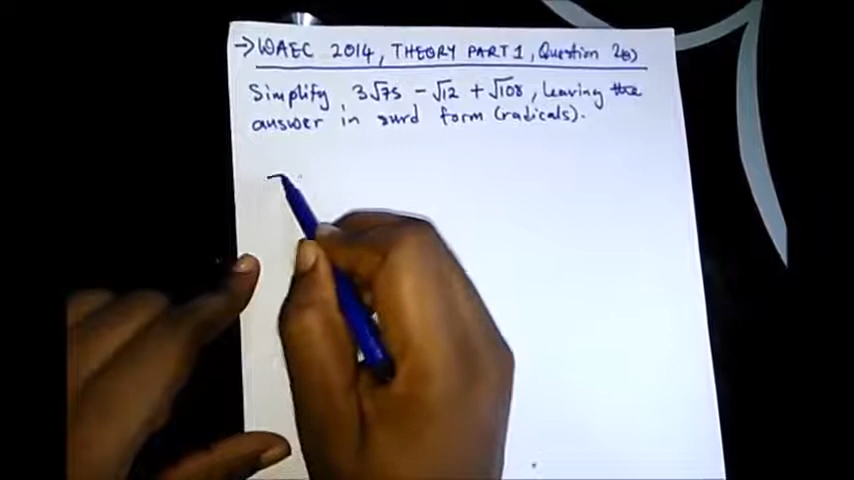 → WAEC 2014, THEORY PART 1, Question 2(a)
Simplify, 3√75 - √12 + √108, leaving the
answer in surd form (radicals).